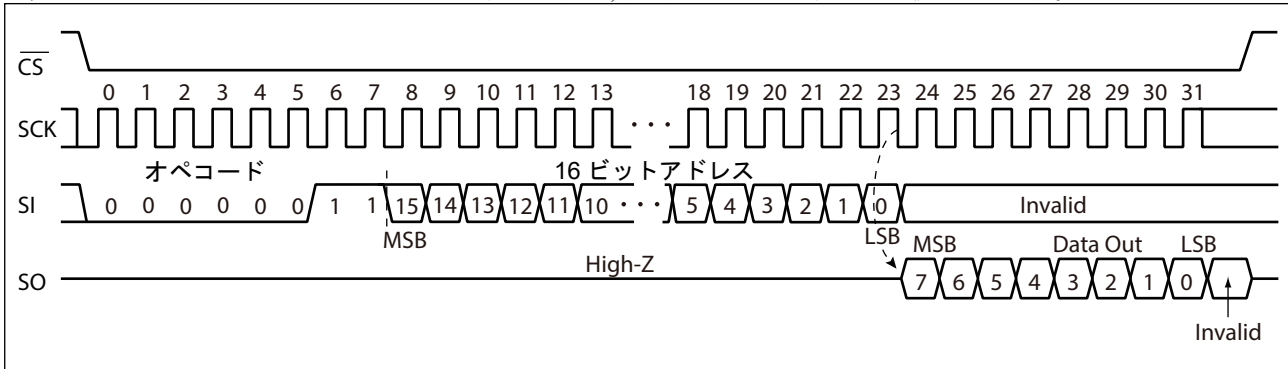 CS
0 1 2 3 4 5 6 7 8 9 10 11 12 13 18 19 20 21 22 23 24 25 26 27 28 29 30 31
SCK
オペコード 16 ビットアドレス
SI 0 0 0 0 0 0 1 1 15 14 13 12 11 10 · · · 5 4 3 2 1 0 Invalid
MSB LSB
High-Z MSB Data Out LSB
SO 7 6 5 4 3 2 1 0
Invalid